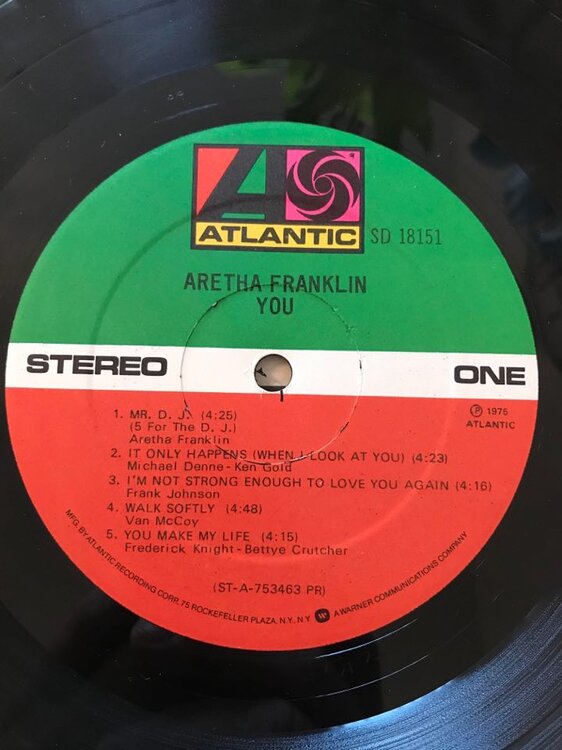 ATLANTIC
SD 18151
ARETHA FRANKLIN
YOU
STEREO
ONE
1. MR. D. J. (4:25)
(5 For The D. J.)
Aretha Franklin
2. IT ONLY HAPPENS (WHEN I LOOK AT YOU) (4:23)
Michael Denne-Ken Gold
3. I'M NOT STRONG ENOUGH TO LOVE YOU AGAIN (4:16)
Frank Johnson
4. WALK SOFTLY (4:48)
Van McCoy
5. YOU MAKE MY LIFE (4:15)
Frederick Knight-Bettye Crutcher
℗ 1975
ATLANTIC
(ST-A-753463 PR)
MFG. BY ATLANTIC RECORDING CORP. 75 ROCKEFELLER PLAZA, N.Y. N.Y. A WARNER COMMUNICATIONS COMPANY